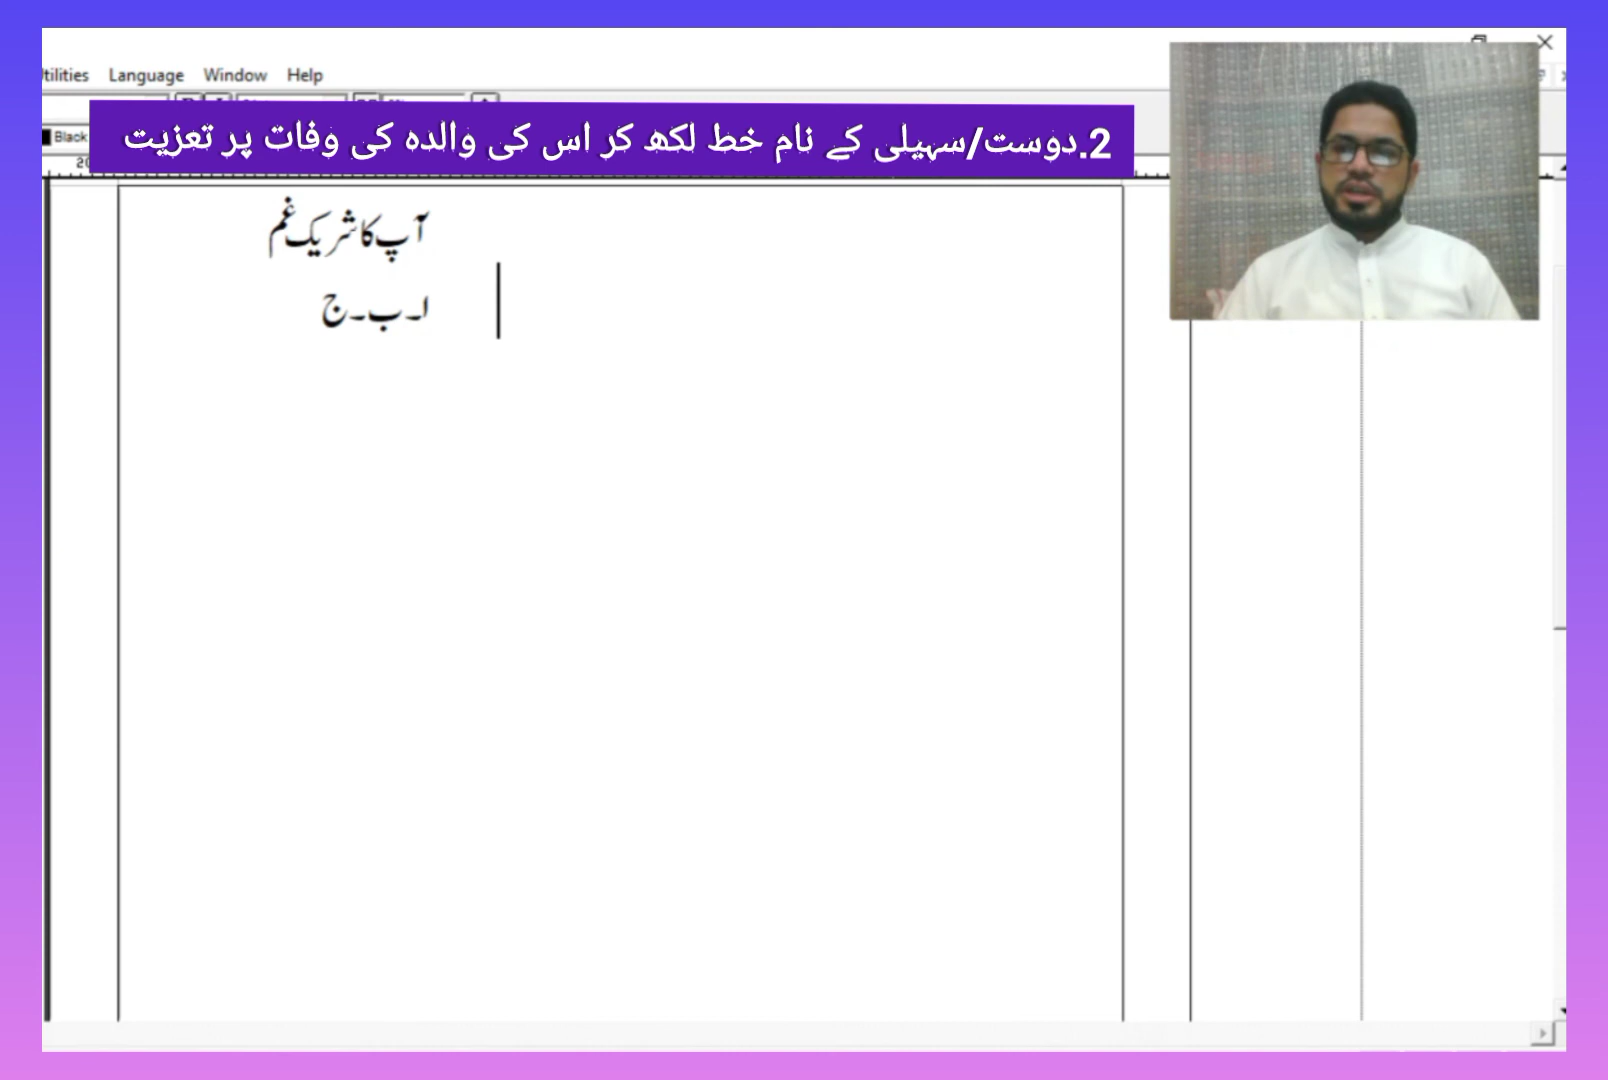 Utilities Language Window Help
2.دوست/سہیلی کے نام خط لکھ کر اس کی والدہ کی وفات پر تعزیت
Black
آپ کا شریک غم
ا۔ب۔ج